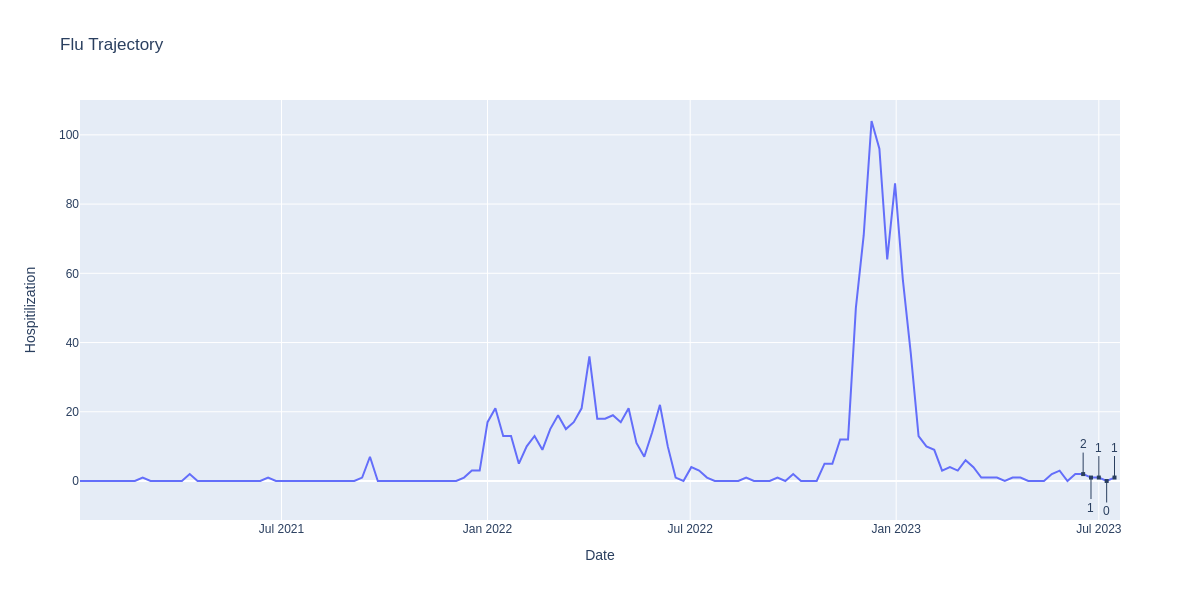 Flu Trajectory
Hospitilization
100
80
60
40
20
0
2
1
1
1
0
Jul 2021
Jan 2022
Jul 2022
Jan 2023
Jul 2023
Date